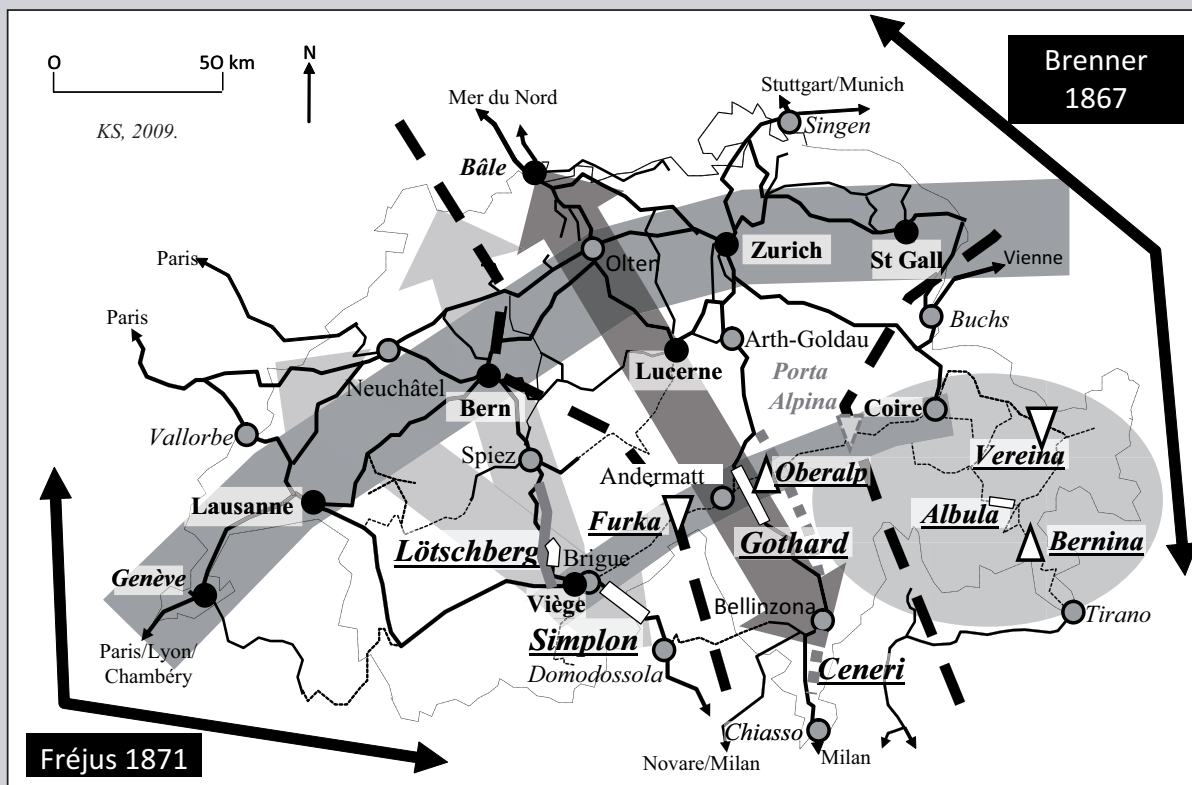 0
50 km
N
KS, 2009.
Brenner
1867
Stuttgart/Munich
Singen
Mer du Nord
Bâle
Paris
Zurich
St Gall
Olten
Vienne
Paris
Buchs
Arth-Goldau
Neuchâtel
Lucerne
Porta
Alpina
Coire
Bern
Vallorbe
Spiez
Vereina
Andermatt
Oberalp
Lausanne
Furka
Albula
Lötschberg
Gothard
Bernina
Brigue
Genève
Viège
Bellinzona
Tirano
Simplon
Paris/Lyon/
Chambéry
Domodossola
Ceneri
Chiasso
Fréjus 1871
Novare/Milan
Milan